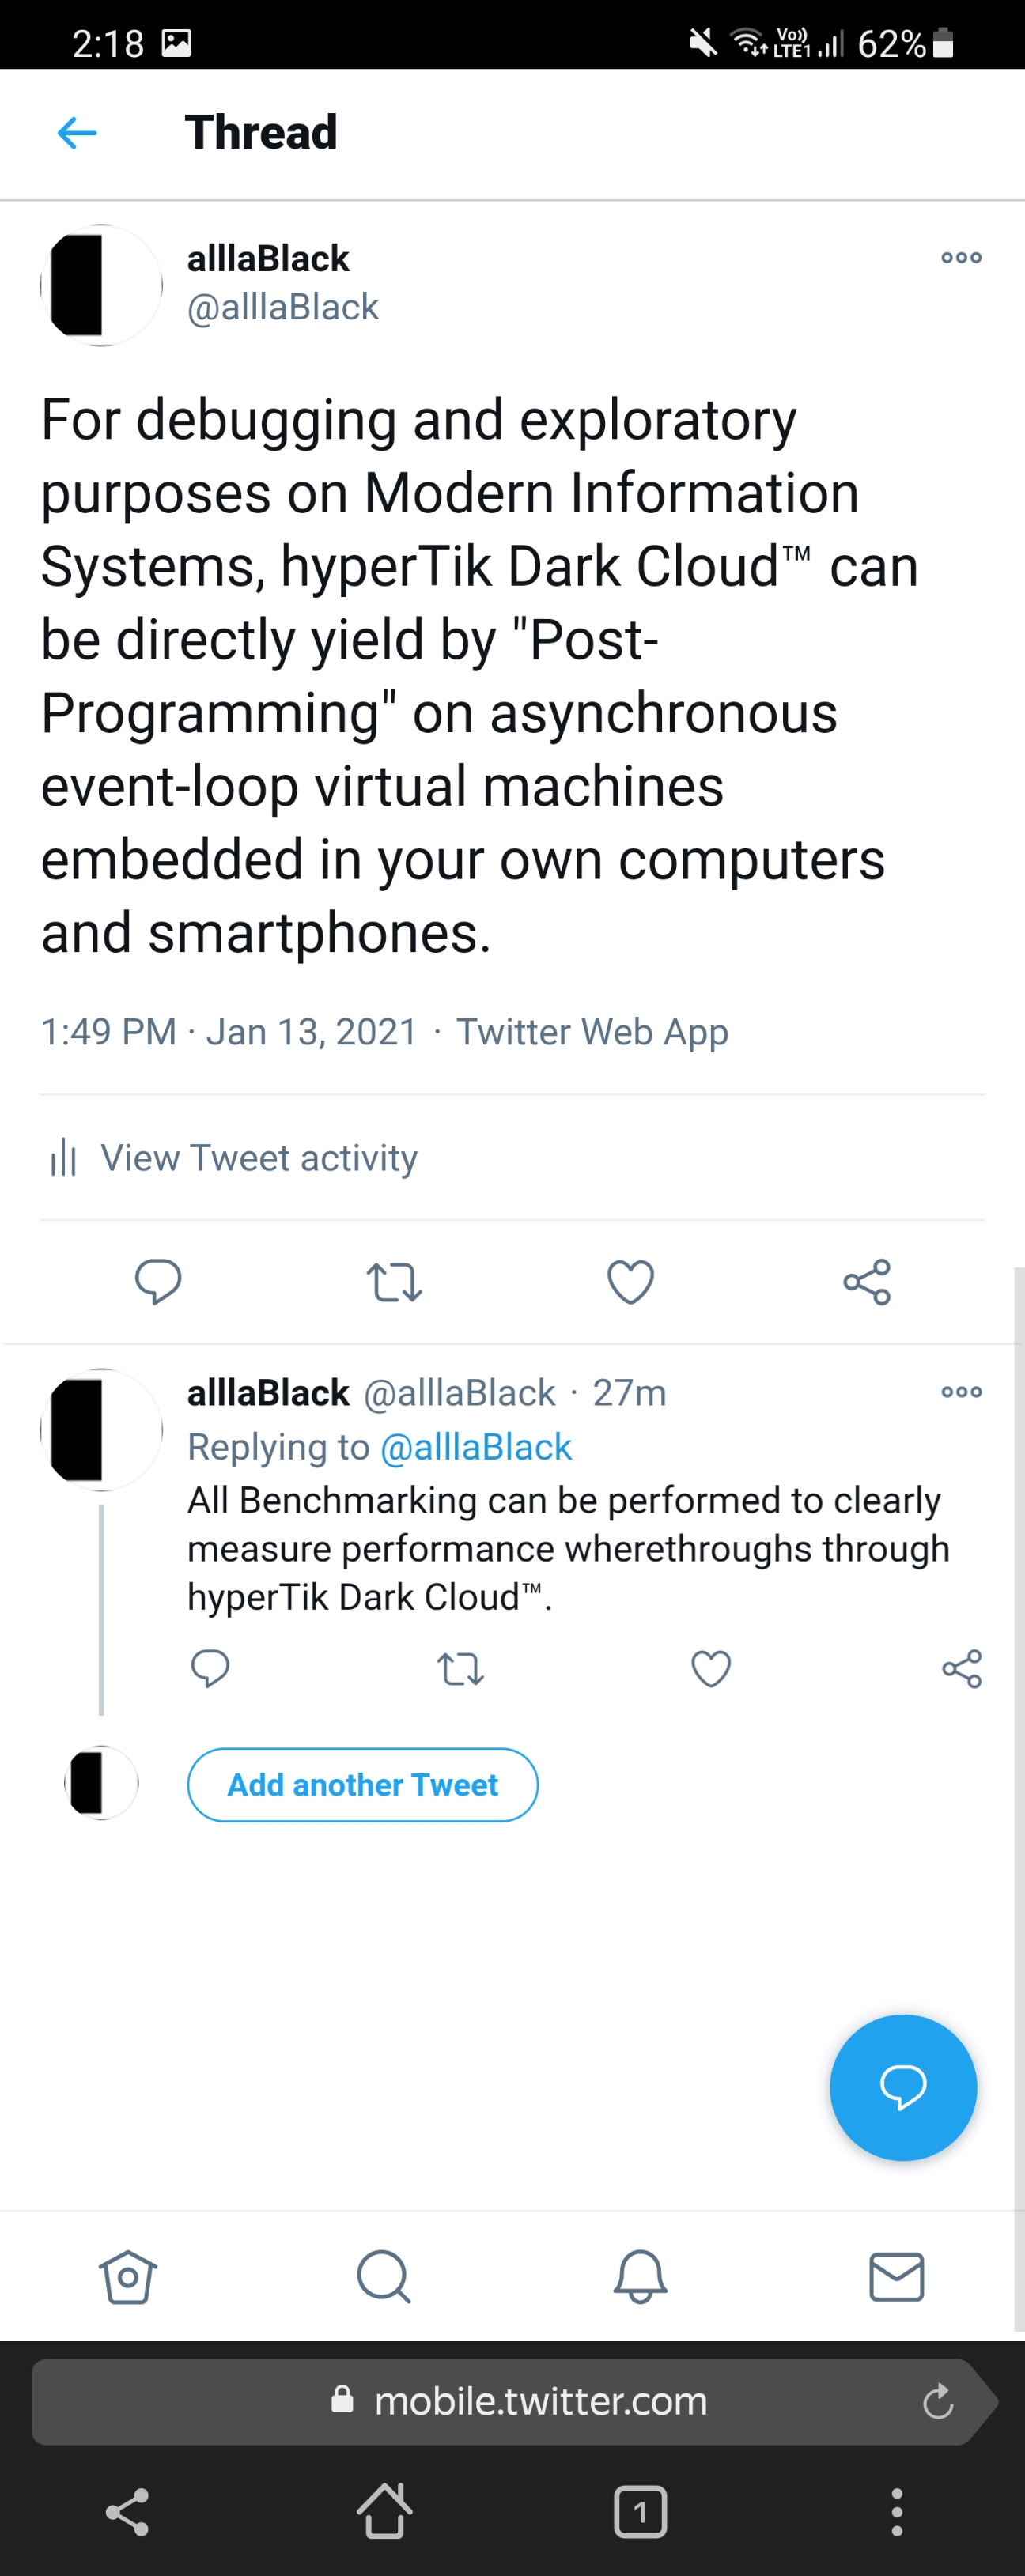 2:18 Vo)) LTE1 62%
Thread
alllaBlack
@alllaBlack
For debugging and exploratory
purposes on Modern Information
Systems, hyperTik Dark Cloud™ can
be directly yield by "Post-
Programming" on asynchronous
event-loop virtual machines
embedded in your own computers
and smartphones.
1:49 PM · Jan 13, 2021 · Twitter Web App
View Tweet activity
alllaBlack @alllaBlack · 27m
Replying to @alllaBlack
All Benchmarking can be performed to clearly
measure performance wherethroughs through
hyperTik Dark Cloud™.
Add another Tweet
mobile.twitter.com
1